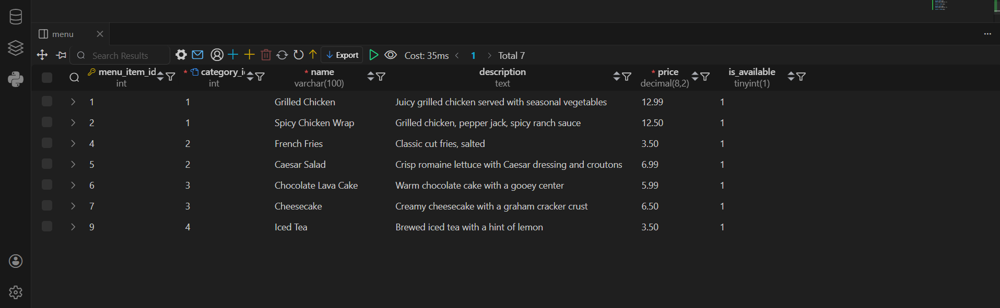 menu
Search Results Export Cost: 35ms 1 Total 7
menu_item_id * category_i * name description * price is_available
int int varchar(100) text decimal(8,2) tinyint(1)
1 1 Grilled Chicken Juicy grilled chicken served with seasonal vegetables 12.99 1
2 1 Spicy Chicken Wrap Grilled chicken, pepper jack, spicy ranch sauce 12.50 1
4 2 French Fries Classic cut fries, salted 3.50 1
5 2 Caesar Salad Crisp romaine lettuce with Caesar dressing and croutons 6.99 1
6 3 Chocolate Lava Cake Warm chocolate cake with a gooey center 5.99 1
7 3 Cheesecake Creamy cheesecake with a graham cracker crust 6.50 1
9 4 Iced Tea Brewed iced tea with a hint of lemon 3.50 1